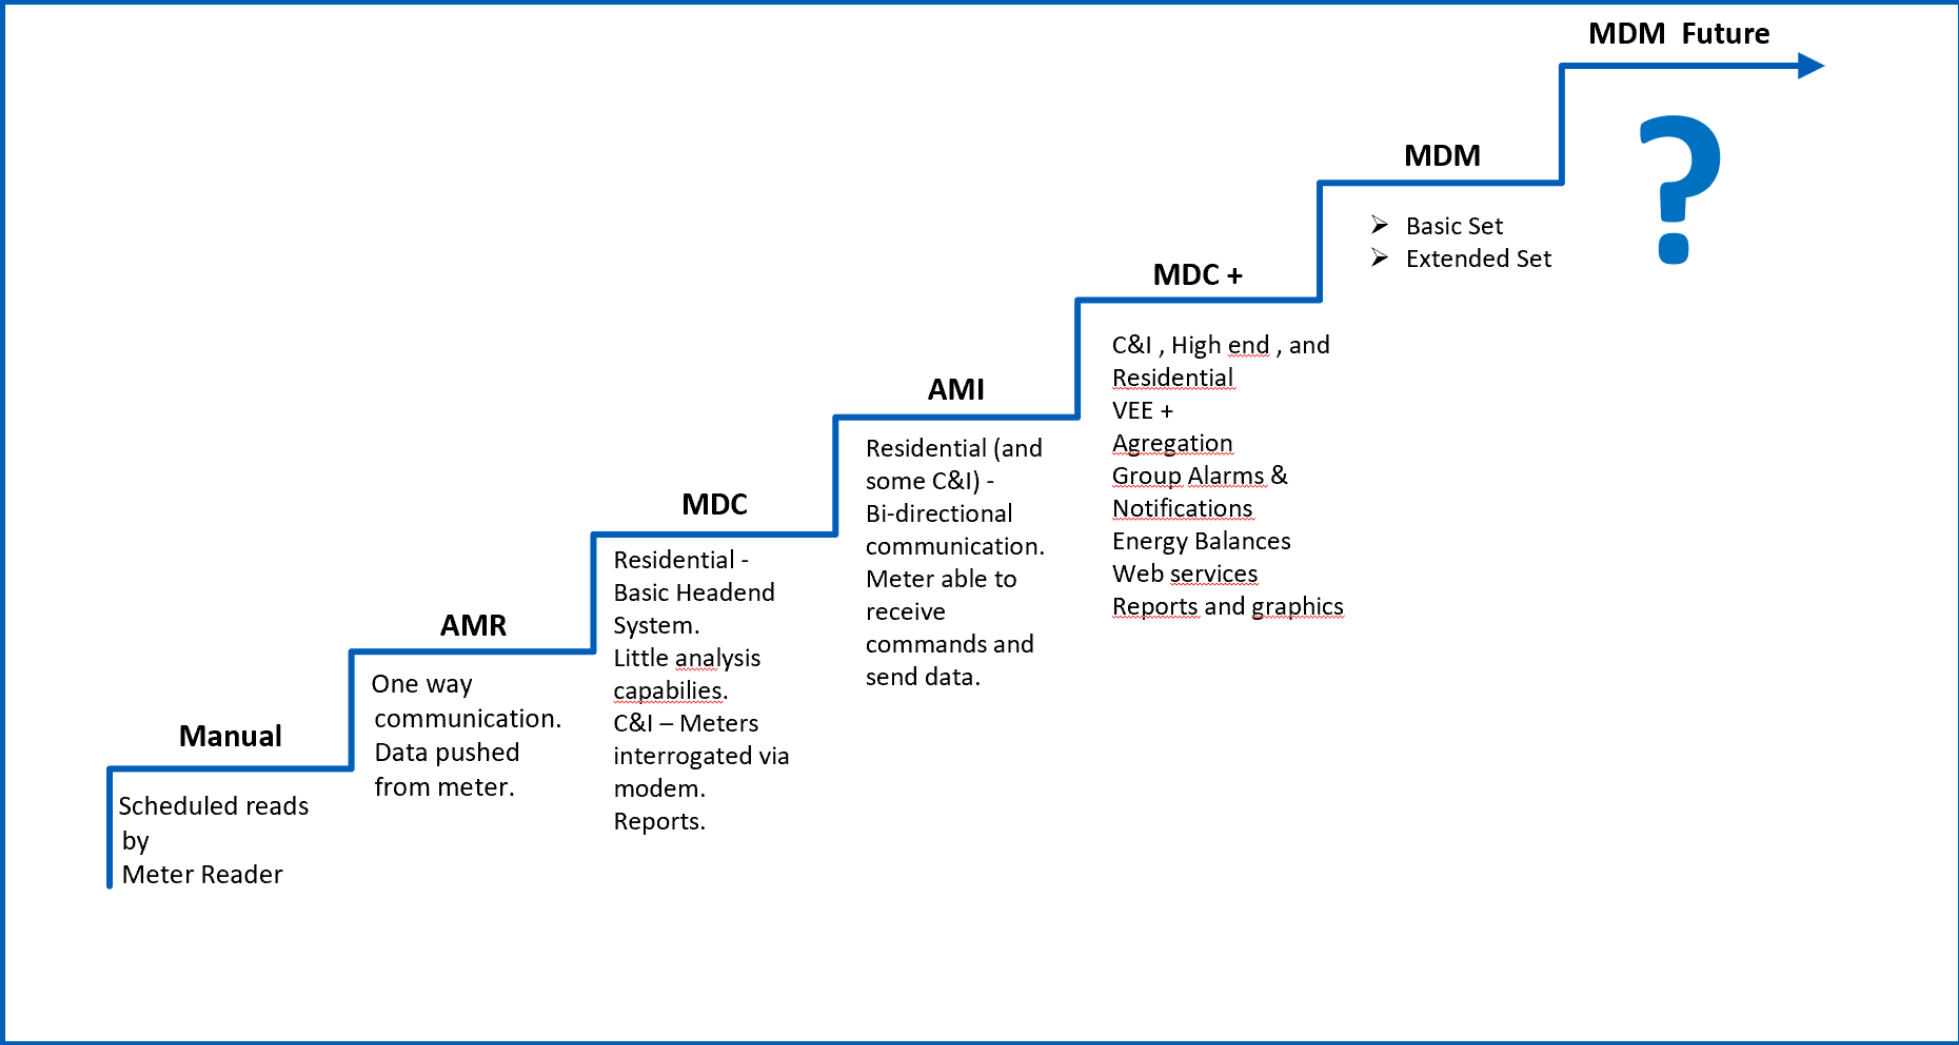 Manual
Scheduled reads
by
Meter Reader
AMR
One way
communication.
Data pushed
from meter.
MDC
Residential -
Basic Headend
System.
Little analysis
capabilies.
C&I – Meters
interrogated via
modem.
Reports.
AMI
Residential (and
some C&I) -
Bi-directional
communication.
Meter able to
receive
commands and
send data.
MDC +
C&I , High end , and
Residential
VEE +
Agregation
Group Alarms &
Notifications
Energy Balances
Web services
Reports and graphics
MDM
➢ Basic Set
➢ Extended Set
MDM  Future
?